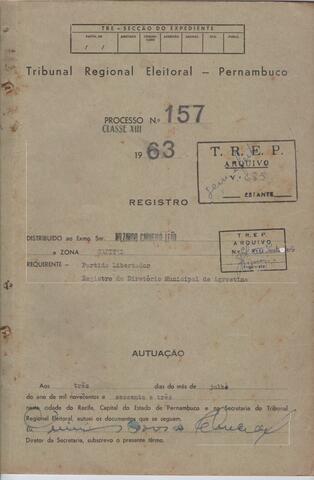 TRE - SECÇÃO DO EXPEDIENTE
Tribunal Regional Eleitoral — Pernambuco
PROCESSO N.º 157
CLASSE XIII
1963
T. R. E. P.
ARQUIVO
V. 285
ESTANTE
REGISTRO
DISTRIBUIDO ao Exmo. Snr.
T. R. E. P.
ARQUIVO
a ZONA
REQUERENTE — Partido Libertador
Registro do Diretório Municipal de Agrestina
AUTUAÇÃO
Aos três dias do mês de julho
do ano de mil novecentos e sessenta e três
nesta cidade do Recife, Capital do Estado de Pernambuco e na Secretaria do Tribunal
Regional Eleitoral, autuei os documentos que se seguem.
Diretor da Secretaria, subscrevo o presente têrmo.